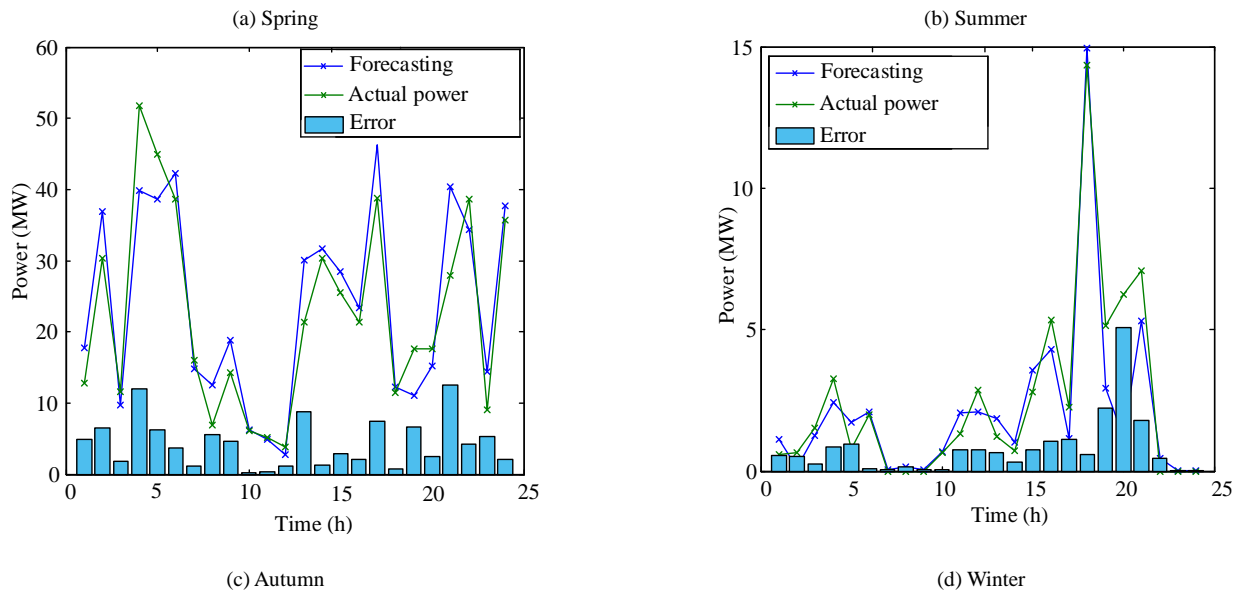 (a) Spring
(b) Summer
60
50
40
30
20
10
0
Power (MW)
Forecasting
Actual power
Error
0
5
10
15
20
25
Time (h)
15
10
5
0
Power (MW)
Forecasting
Actual power
Error
0
5
10
15
20
25
Time (h)
(c) Autumn
(d) Winter